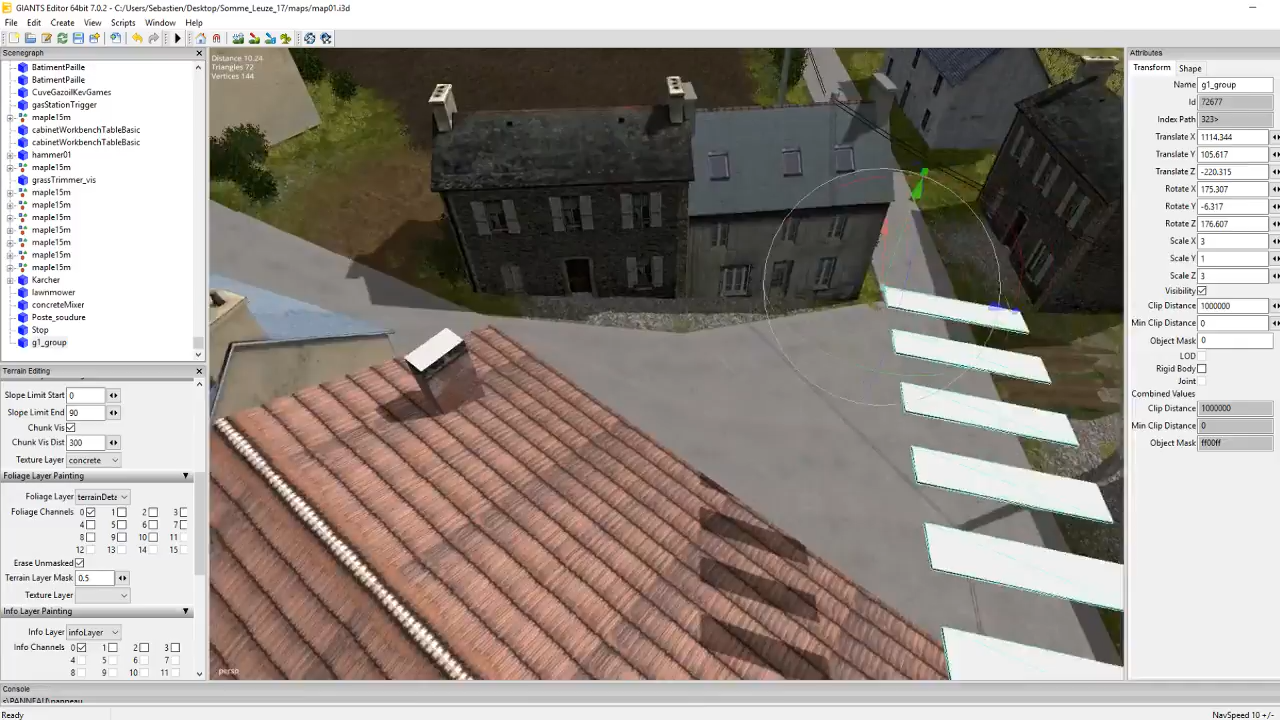 GIANTS Editor 64bit v7.0.2 - C:/Users/Sebastien/Desktop/Somme_Leuze_17/maps/map01.i3d
File Edit Create View Scripts Window Help
Scenegraph
BatimentPaille
BatimentPaille
CuveGazoilKevGames
gasStationTrigger
maple15m
cabinetWorkbenchTableBasic
cabinetWorkbenchTableBasic
hammer01
maple15m
grassTrimmer_vis
maple15m
maple15m
maple15m
maple15m
maple15m
maple15m
maple15m
Karcher
lawnmower
concreteMixer
Poste_soudure
Stop
g1_group
Terrain Editing
Slope Limit Start 0
Slope Limit End 90
Chunk Vis
Chunk Vis Dist 300
Texture Layer concrete
Foliage Layer Painting
Foliage Layer terrainDeta
Foliage Channels 0 1 2 3
4 5 6 7
8 9 10 11
12 13 14 15
Erase Unmasked
Terrain Layer Mask 0.5
Texture Layer
Info Layer Painting
Info Layer infoLayer
Info Channels 0 1 2 3
4 5 6 7
8 9 10 11
Distance 10.24
Triangles 72
Vertices 144
persp
Attributes
Transform Shape
Name g1_group
Id 72677
Index Path 323>
Translate X 1114.344
Translate Y 105.617
Translate Z -220.315
Rotate X 175.307
Rotate Y -6.317
Rotate Z 176.607
Scale X 3
Scale Y 1
Scale Z 3
Visibility
Clip Distance 1000000
Min Clip Distance 0
Object Mask 0
LOD
Rigid Body
Joint
Combined Values
Clip Distance 1000000
Min Clip Distance 0
Object Mask ff00ff
Console
Ready
NavSpeed 10 +/-